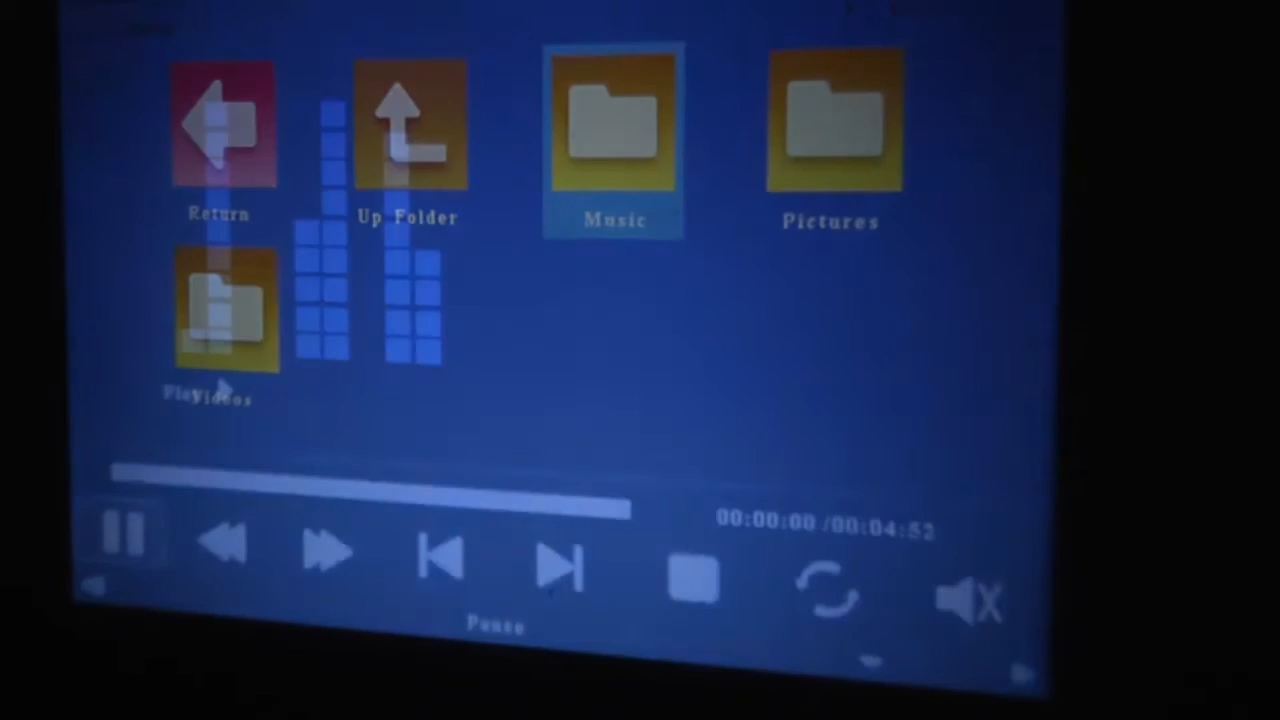 Return
Up Folder
Music
Pictures
Videos
00:00:00 /00:04:52
Pause